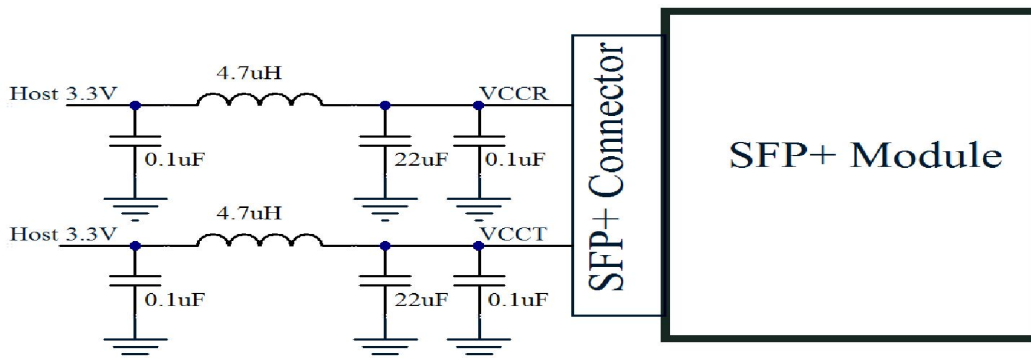 4.7uH
Host 3.3V
VCCR
0.1uF
22uF
0.1uF
4.7uH
Host 3.3V
VCCT
0.1uF
22uF
0.1uF
SFP+ Connector
SFP+ Module